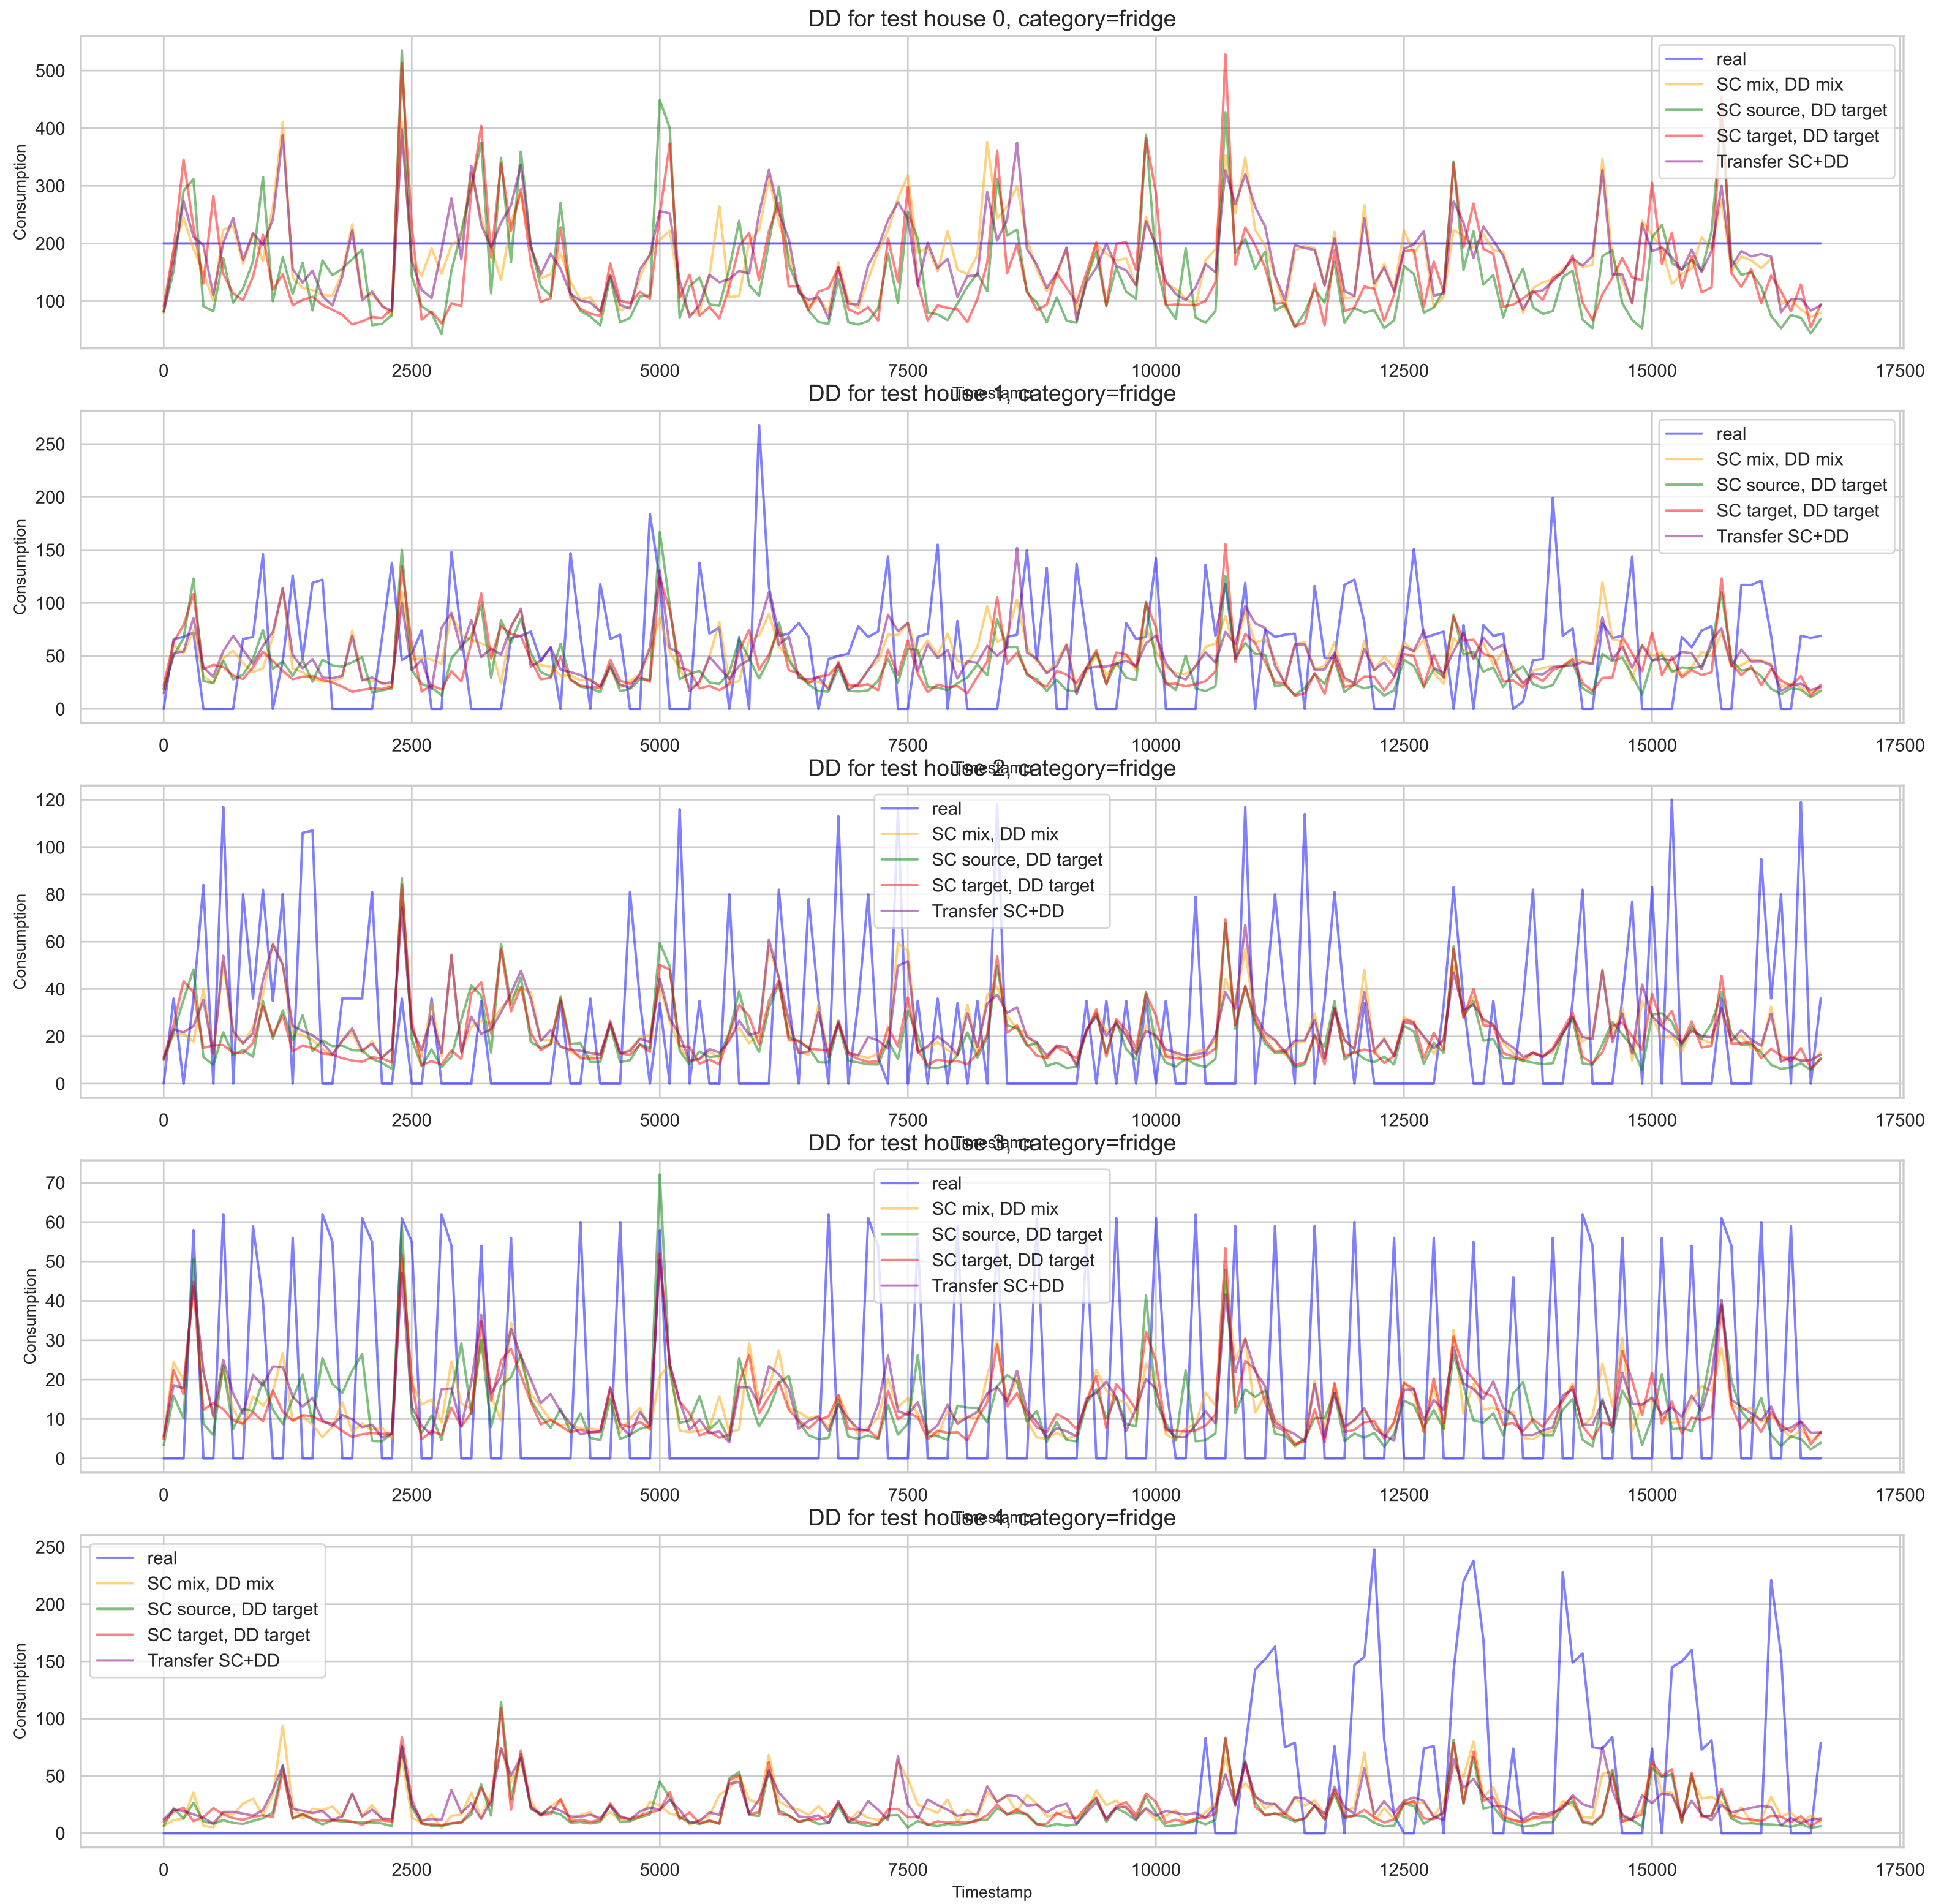 DD for test house 0, category=fridge
Consumption
500
400
300
200
100
real
SC mix, DD mix
SC source, DD target
SC target, DD target
Transfer SC+DD
0 2500 5000 7500 10000 12500 15000 17500
Timestamp
DD for test house 1, category=fridge
Consumption
250
200
150
100
50
0
real
SC mix, DD mix
SC source, DD target
SC target, DD target
Transfer SC+DD
0 2500 5000 7500 10000 12500 15000 17500
Timestamp
DD for test house 2, category=fridge
Consumption
120
100
80
60
40
20
0
real
SC mix, DD mix
SC source, DD target
SC target, DD target
Transfer SC+DD
0 2500 5000 7500 10000 12500 15000 17500
Timestamp
DD for test house 3, category=fridge
Consumption
70
60
50
40
30
20
10
0
real
SC mix, DD mix
SC source, DD target
SC target, DD target
Transfer SC+DD
0 2500 5000 7500 10000 12500 15000 17500
Timestamp
DD for test house 4, category=fridge
Consumption
250
200
150
100
50
0
real
SC mix, DD mix
SC source, DD target
SC target, DD target
Transfer SC+DD
0 2500 5000 7500 10000 12500 15000 17500
Timestamp